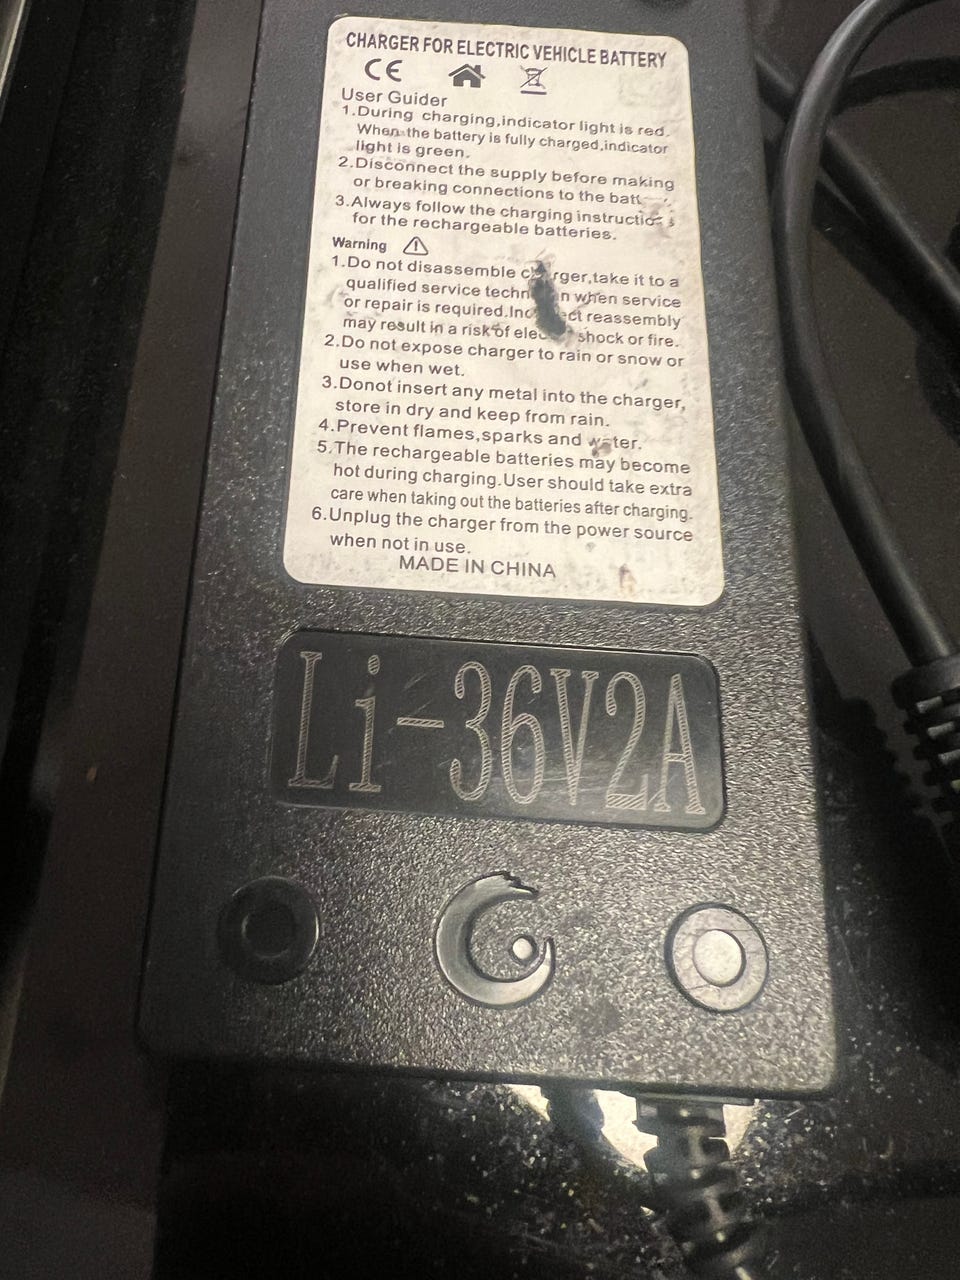 CHARGER FOR ELECTRIC VEHICLE BATTERY
CE
User Guider
1.During charging,indicator light is red.
When the battery is fully charged,indicator
light is green.
2.Disconnect the supply before making
or breaking connections to the
3.Always follow the charging
for the rechargeable batteries.
Warning
1.Do not disassemble take it to a
qualified service when service
or repair is required. reassembly
may result in a risk of shock or fire.
2.Do not expose charger to rain or snow or
use when wet.
3.Donot insert any metal into the charger,
store in dry and keep from rain.
4.Prevent flames,sparks and water.
5.The rechargeable batteries may become
hot during charging.User should take extra
care when taking out the batteries after charging.
6.Unplug the charger from the power source
when not in use.
MADE IN CHINA
Li-36V2A